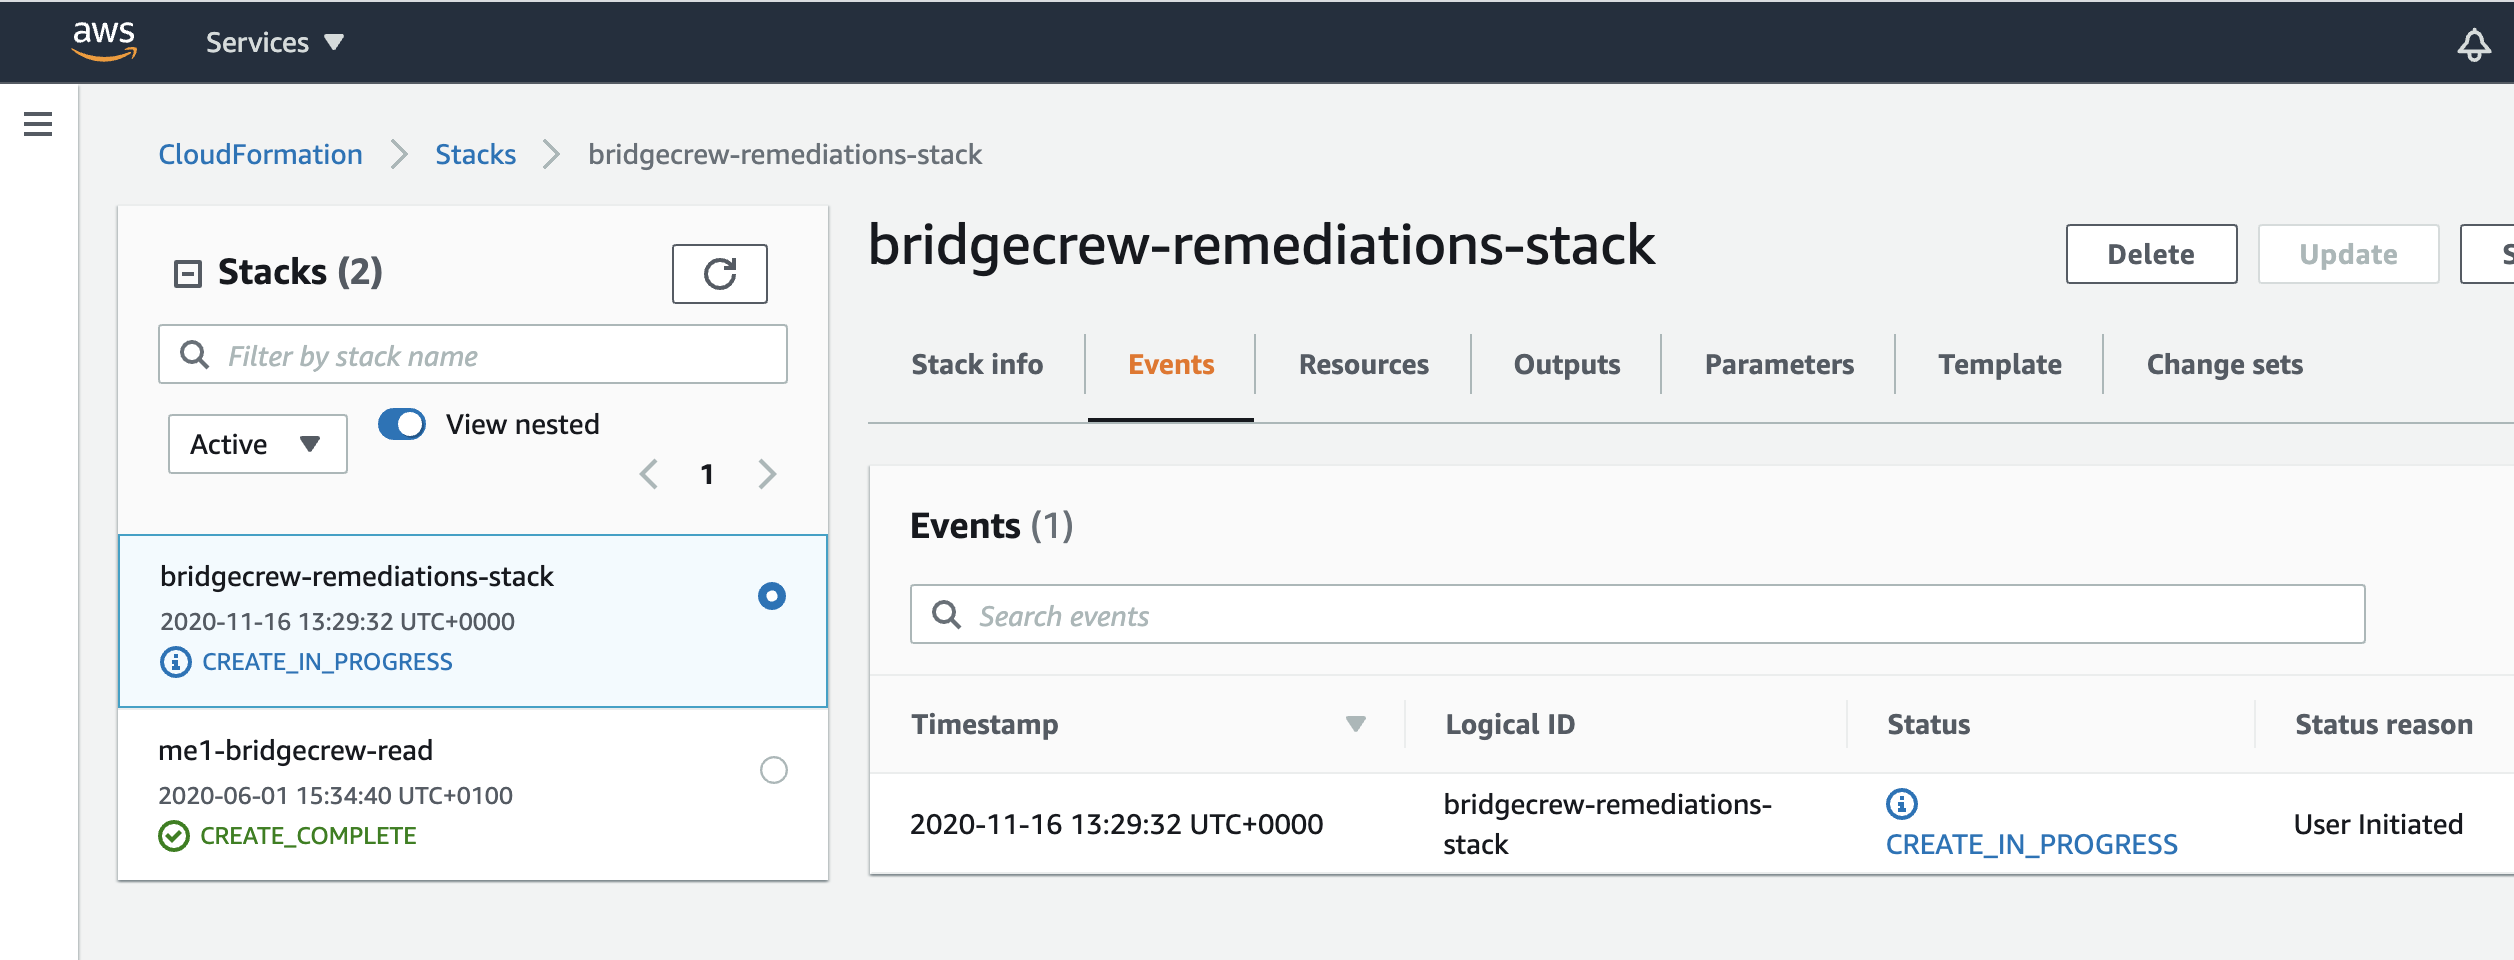 aws
Services
CloudFormation
Stacks
bridgecrew-remediations-stack
Stacks (2)
Filter by stack name
Active
View nested
1
bridgecrew-remediations-stack
2020-11-16 13:29:32 UTC+0000
CREATE_IN_PROGRESS
me1-bridgecrew-read
2020-06-01 15:34:40 UTC+0100
CREATE_COMPLETE
bridgecrew-remediations-stack
Delete
Update
Stack info
Events
Resources
Outputs
Parameters
Template
Change sets
Events (1)
Search events
Timestamp
Logical ID
Status
Status reason
2020-11-16 13:29:32 UTC+0000
bridgecrew-remediations-
stack
CREATE_IN_PROGRESS
User Initiated